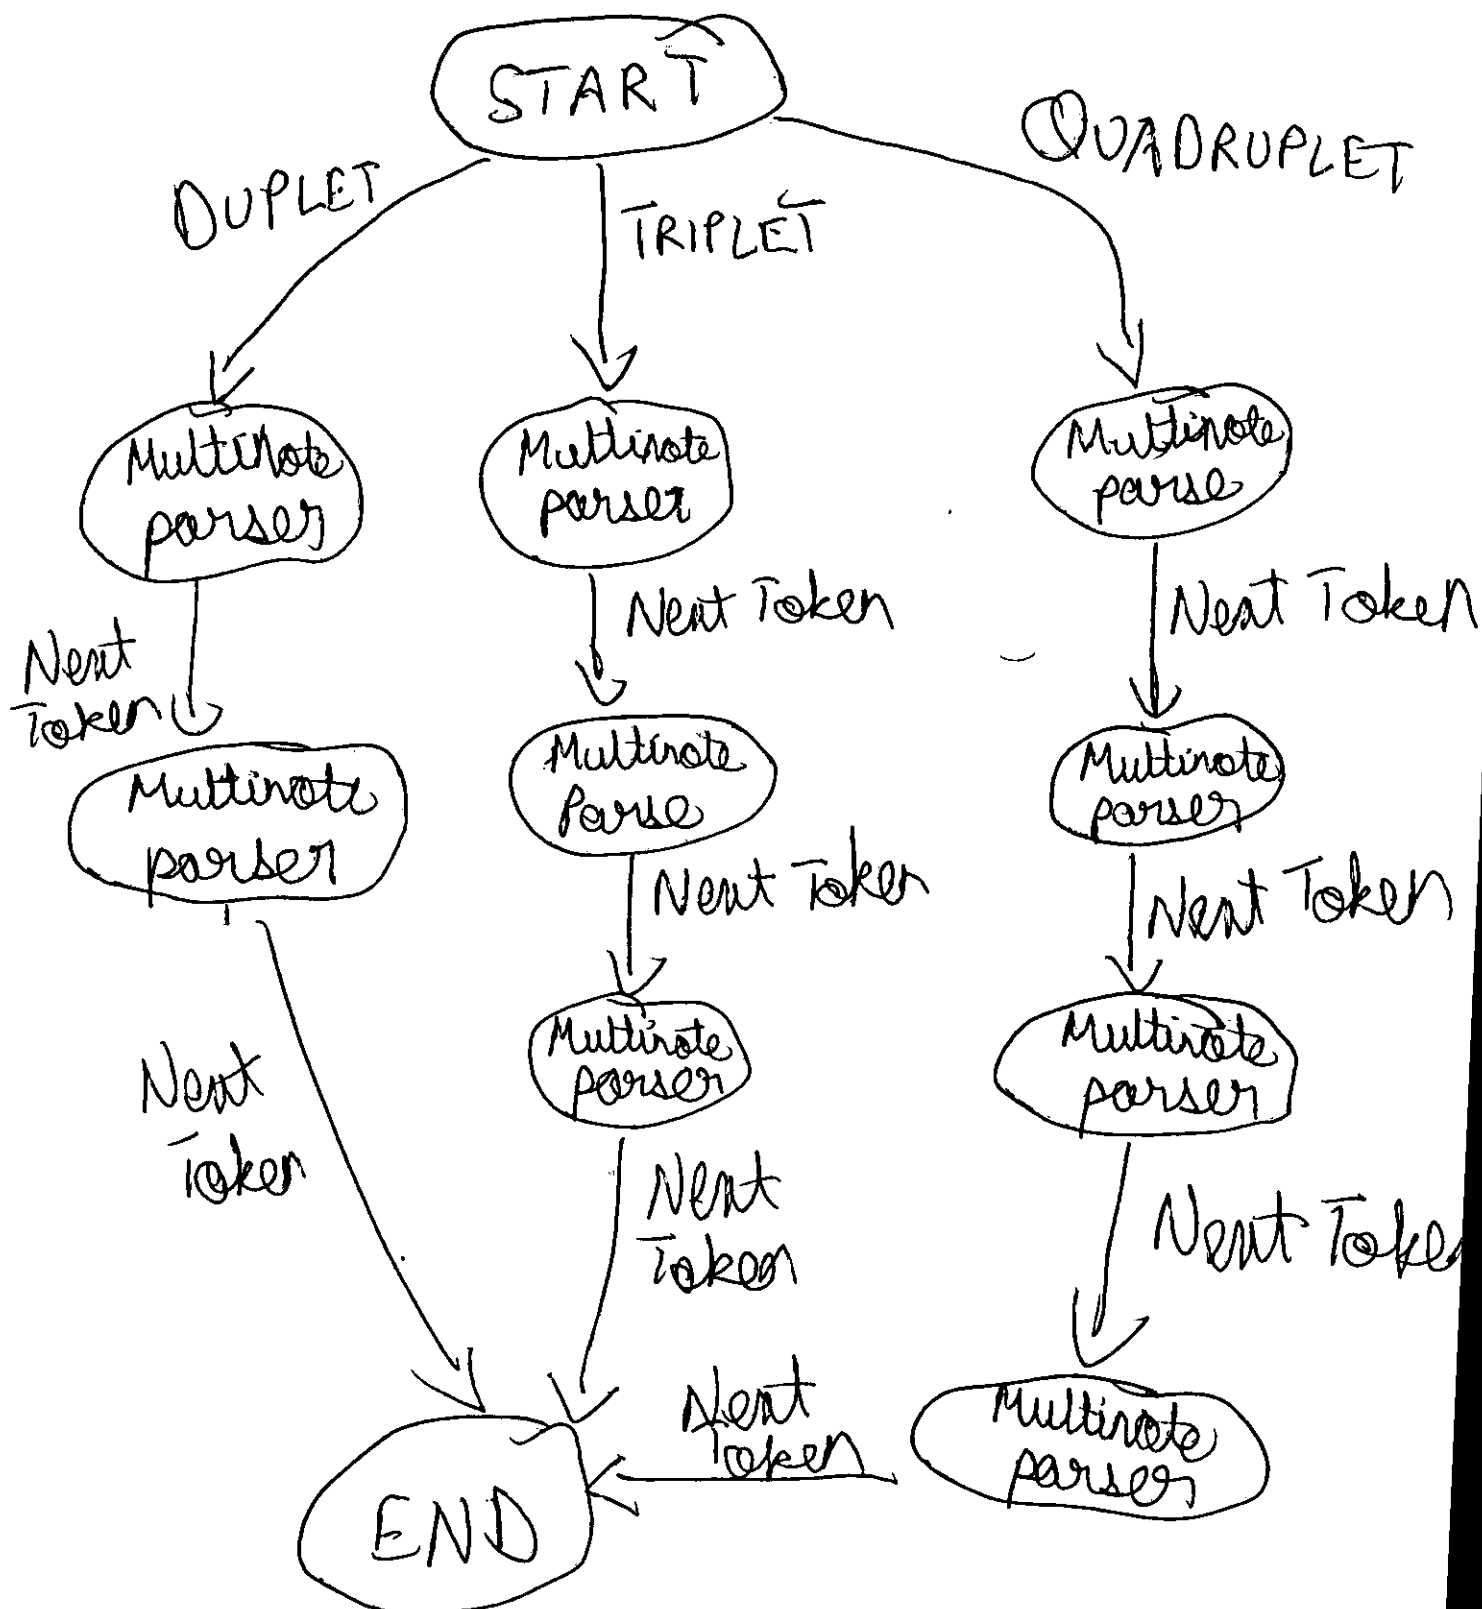 START
QUADRUPLET
DUPLET
TRIPLET
MultiNote
parser
Multinote
parser
Multinote
parse
Next
Token
Next Token
Next Token
Multinote
parser
Multinote
Parse
Multinote
parser
Next Token
Next Token
Multinote
parser
Multinote
parser
Next
Token
Next
Token
Next Toke
Next
Token
Multinote
parser
END